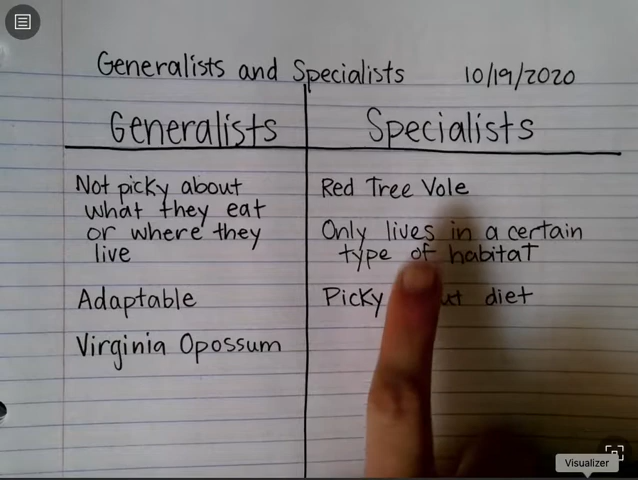 Generalists and Specialists 10/19/2020
Generalists
Specialists
Not picky about
what they eat
or where they
live
Adaptable
Virginia Opossum
Red Tree Vole
Only lives in a certain
type of habitat
Picky diet
Visualizer